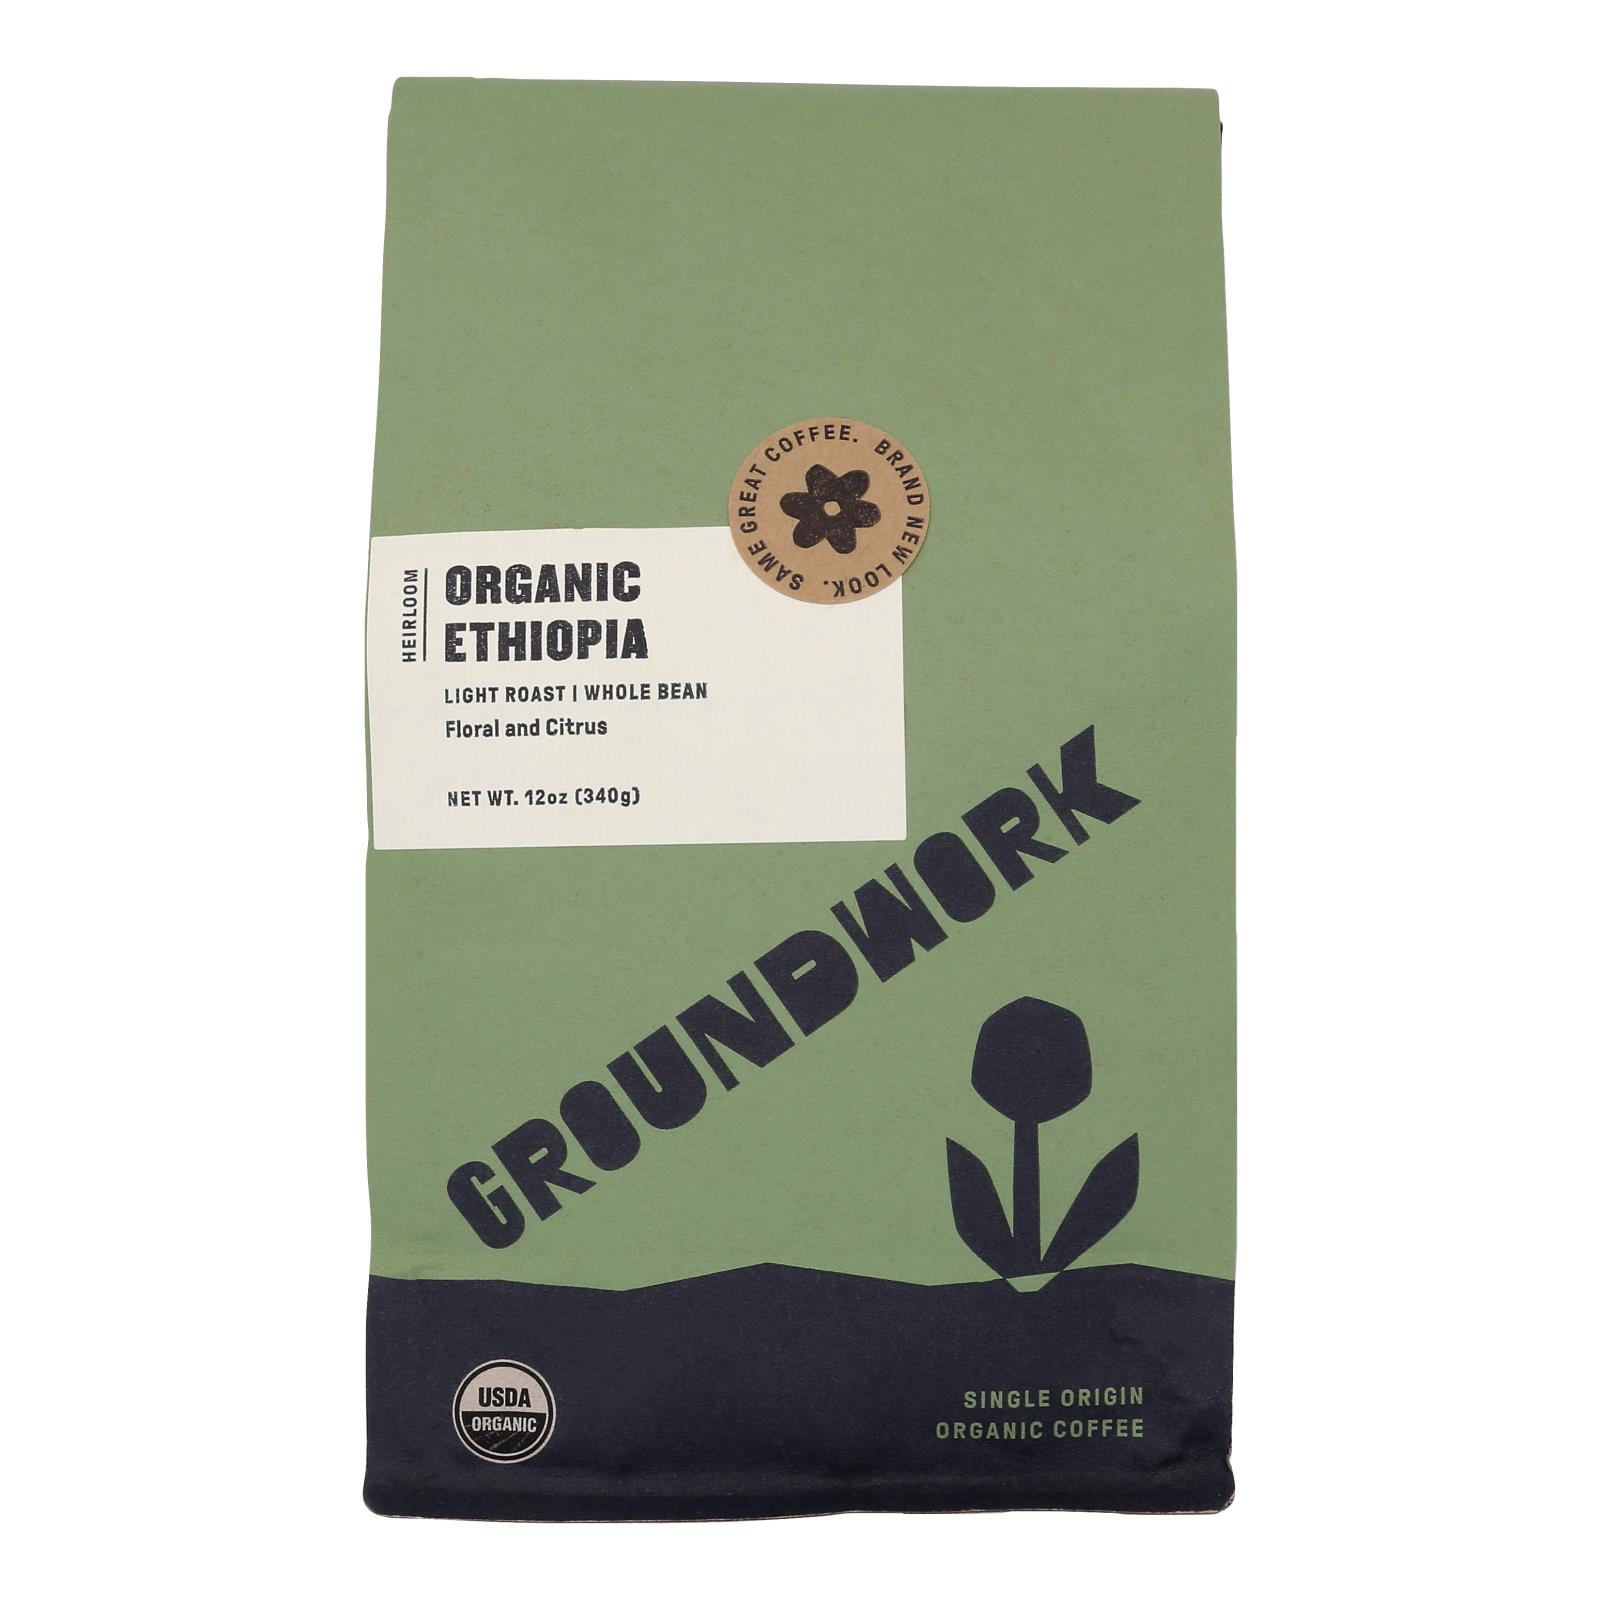 SAME GREAT COFFEE. BRAND NEW LOOK.
HEIRLOOM
ORGANIC
ETHIOPIA
LIGHT ROAST | WHOLE BEAN
Floral and Citrus
NET WT. 12oz (340g)
GROUNDWORK
USDA
ORGANIC
SINGLE ORIGIN
ORGANIC COFFEE